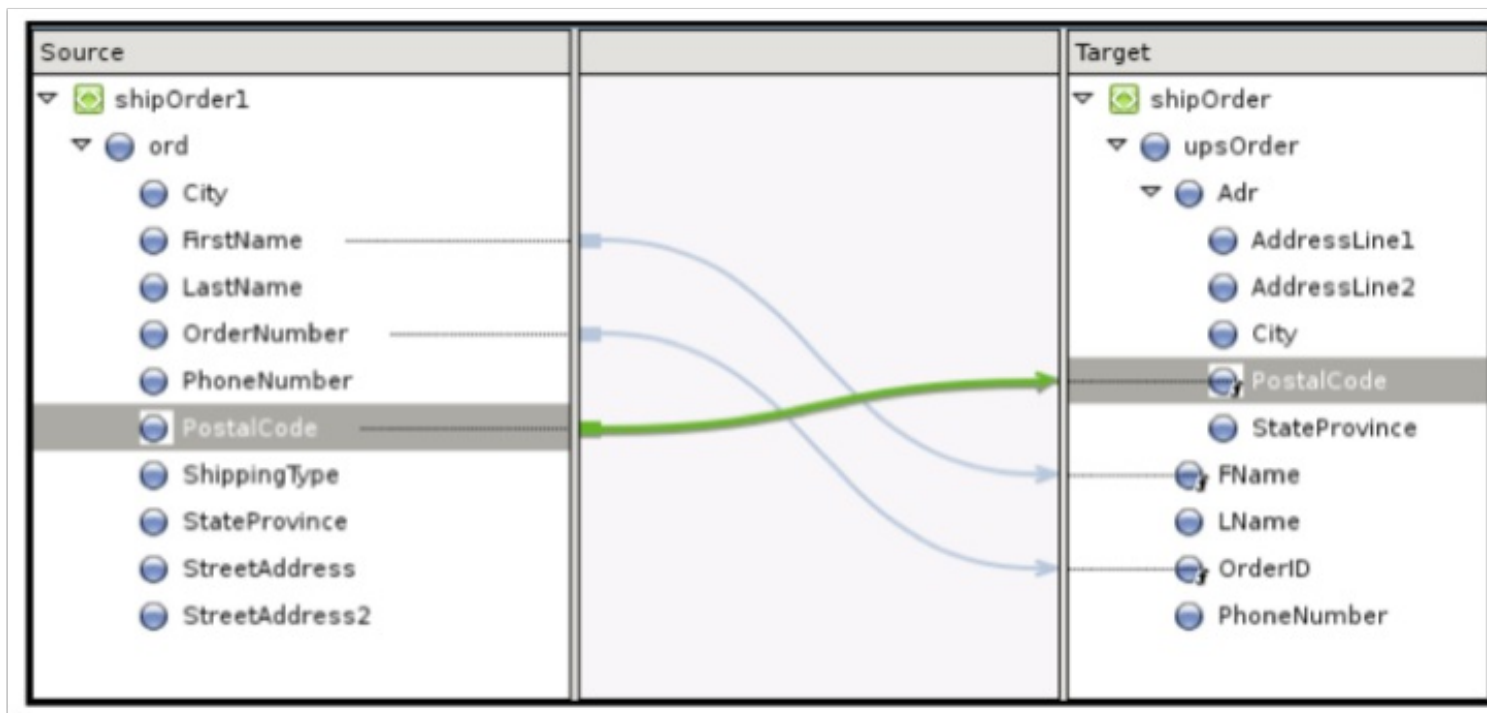 Source
shipOrder1
ord
City
FirstName
LastName
OrderNumber
PhoneNumber
PostalCode
ShippingType
StateProvince
StreetAddress
StreetAddress2
Target
shipOrder
upsOrder
Adr
AddressLine1
AddressLine2
City
PostalCode
StateProvince
FName
LName
OrderID
PhoneNumber